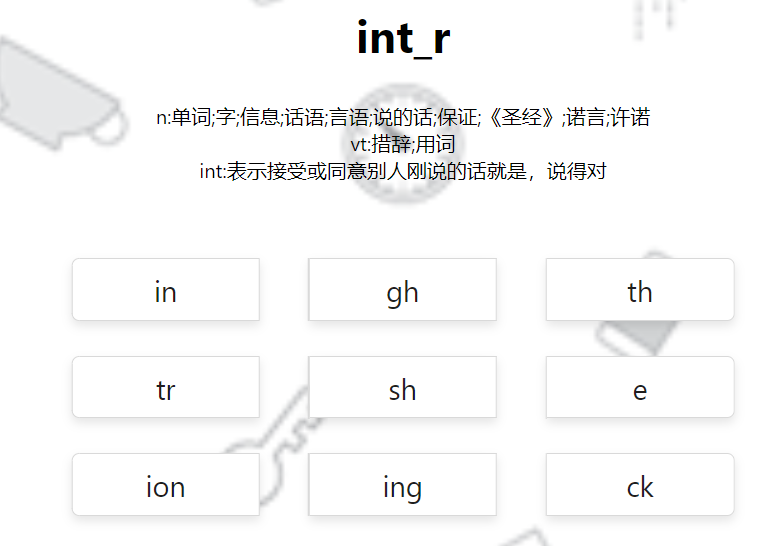 int_r
n:单词;字;信息;话语;言语;说的话;保证;《圣经》;诺言;许诺
vt:措辞;用词
int:表示接受或同意别人刚说的话就是，说得对
in gh th
tr sh e
ion ing ck